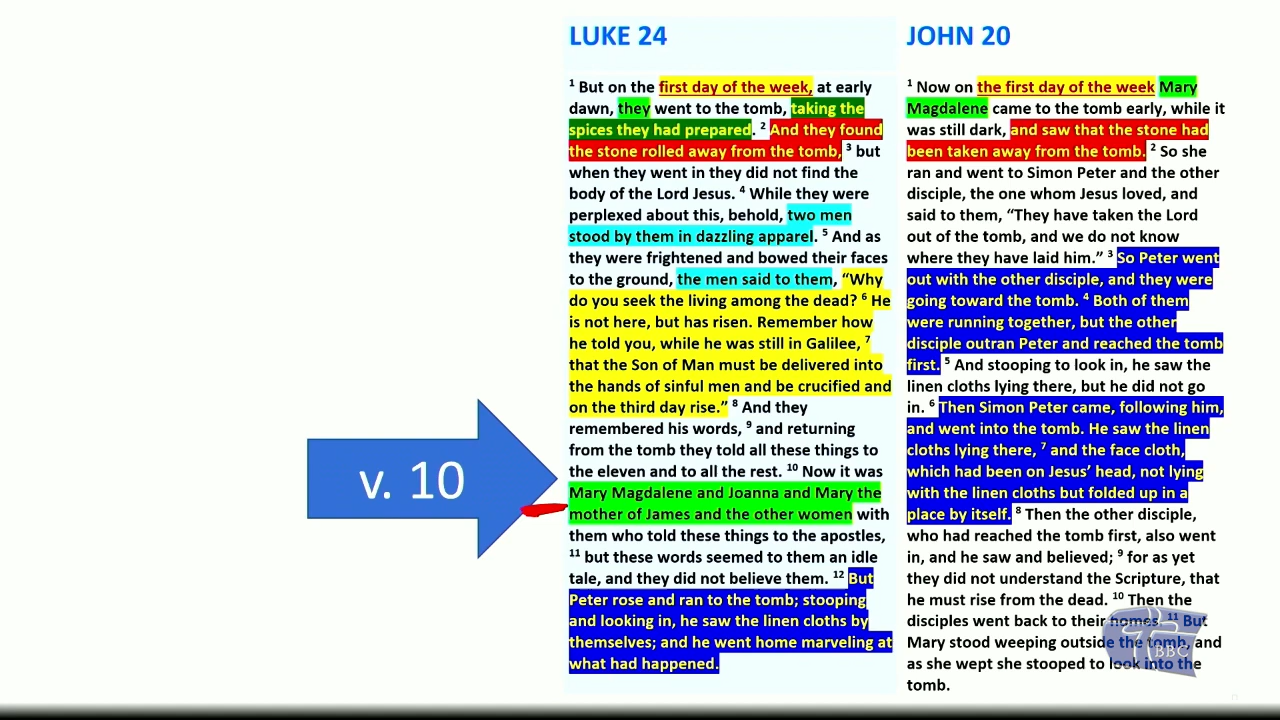 LUKE 24
¹ But on the first day of the week, at early
dawn, they went to the tomb, taking the
spices they had prepared. ² And they found
the stone rolled away from the tomb, ³ but
when they went in they did not find the
body of the Lord Jesus. ⁴ While they were
perplexed about this, behold, two men
stood by them in dazzling apparel. ⁵ And as
they were frightened and bowed their faces
to the ground, the men said to them, “Why
do you seek the living among the dead? ⁶ He
is not here, but has risen. Remember how
he told you, while he was still in Galilee, ⁷
that the Son of Man must be delivered into
the hands of sinful men and be crucified and
on the third day rise.” ⁸ And they
remembered his words, ⁹ and returning
from the tomb they told all these things to
the eleven and to all the rest. ¹⁰ Now it was
Mary Magdalene and Joanna and Mary the
mother of James and the other women with
them who told these things to the apostles,
¹¹ but these words seemed to them an idle
tale, and they did not believe them. ¹² But
Peter rose and ran to the tomb; stooping
and looking in, he saw the linen cloths by
themselves; and he went home marveling at
what had happened.
v. 10
JOHN 20
¹ Now on the first day of the week Mary
Magdalene came to the tomb early, while it
was still dark, and saw that the stone had
been taken away from the tomb. ² So she
ran and went to Simon Peter and the other
disciple, the one whom Jesus loved, and
said to them, “They have taken the Lord
out of the tomb, and we do not know
where they have laid him.” ³ So Peter went
out with the other disciple, and they were
going toward the tomb. ⁴ Both of them
were running together, but the other
disciple outran Peter and reached the tomb
first. ⁵ And stooping to look in, he saw the
linen cloths lying there, but he did not go
in. ⁶ Then Simon Peter came, following him,
and went into the tomb. He saw the linen
cloths lying there, ⁷ and the face cloth,
which had been on Jesus’ head, not lying
with the linen cloths but folded up in a
place by itself. ⁸ Then the other disciple,
who had reached the tomb first, also went
in, and he saw and believed; ⁹ for as yet
they did not understand the Scripture, that
he must rise from the dead. ¹⁰ Then the
disciples went back to their homes. ¹¹ But
Mary stood weeping outside the tomb, and
as she wept she stooped to look into the
tomb.
BBC